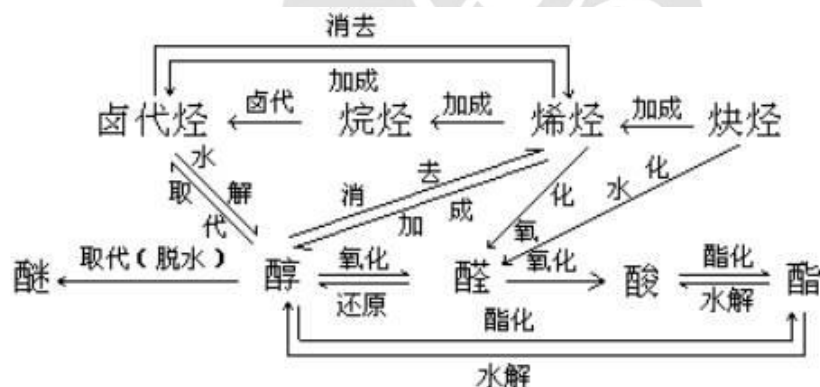 消去
加成
卤代烃 卤代 烷烃 加成 烯烃 加成 炔烃
水解
取代
消去
加成
氧化
水化
醚 取代(脱水) 醇 氧化 还原 醛 氧化 酸 酯化 水解 酯
酯化
水解